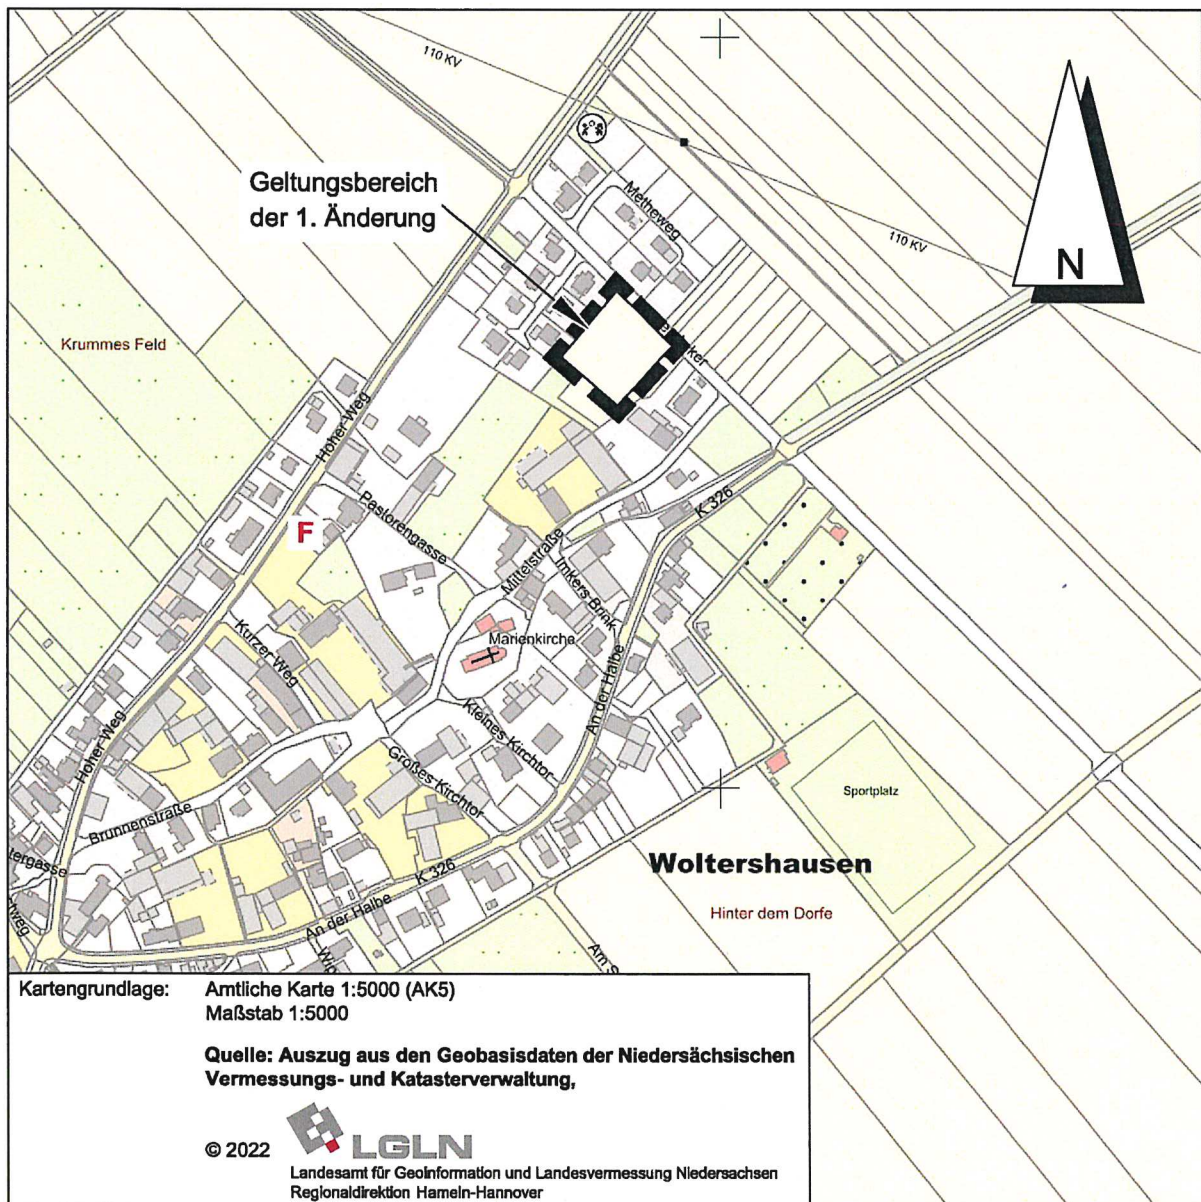 110 KV
Geltungsbereich
der 1. Änderung
Metheweg
110 KV
N
Krummes Feld
Hoher Weg
K 326
F
Pastorengasse
Mittelstraße
Imkers Brink
Marienkirche
Kurzer Weg
An der Halbe
Kleines Kirchtor
Hoher Weg
Großes Kirchtor
Sportplatz
Brunnenstraße
Woltershausen
K 326
Hinter dem Dorfe
An der Halbe
Am S
Kartengrundlage: Amtliche Karte 1:5000 (AK5)
Maßstab 1:5000
Quelle: Auszug aus den Geobasisdaten der Niedersächsischen
Vermessungs- und Katasterverwaltung,
© 2022 LGLN
Landesamt für Geoinformation und Landesvermessung Niedersachsen
Regionaldirektion Hameln-Hannover